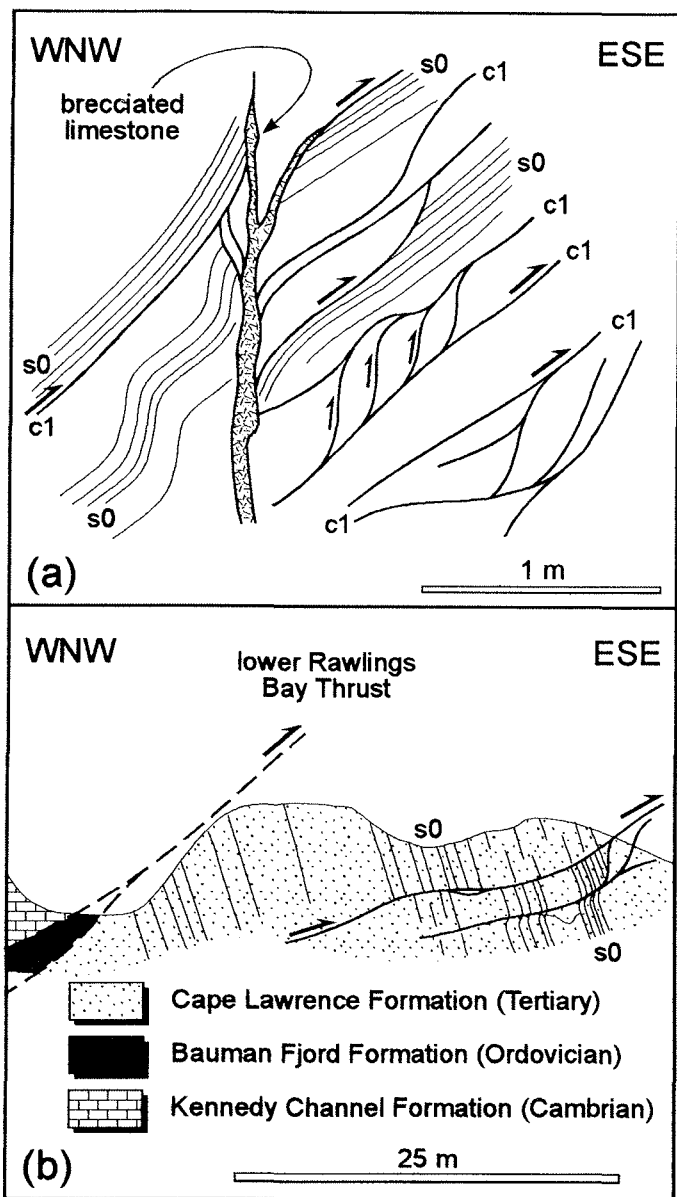 WNW
ESE
brecciated
limestone
s0
c1
s0
c1
c1
c1
s0
c1
s0
c1
(a)
1 m
WNW
ESE
lower Rawlings
Bay Thrust
s0
s0
Cape Lawrence Formation (Tertiary)
Bauman Fjord Formation (Ordovician)
Kennedy Channel Formation (Cambrian)
(b)
25 m